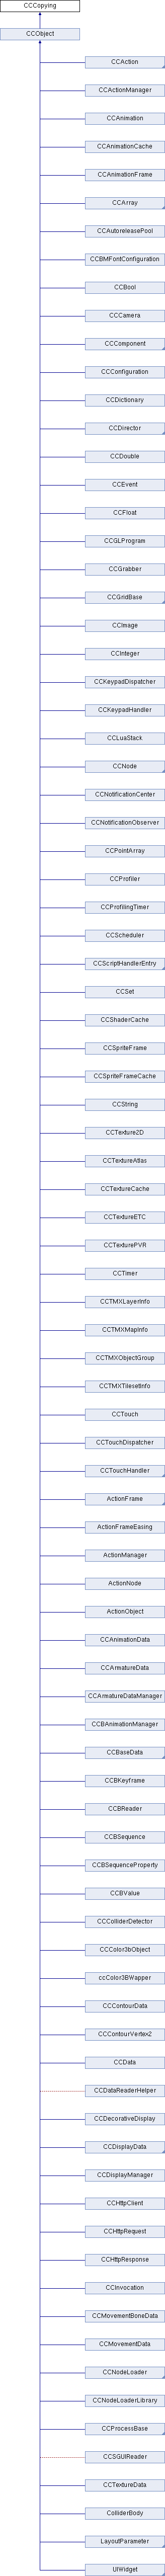 CCCopying
CCObject
CCAction
CCActionManager
CCAnimation
CCAnimationCache
CCAnimationFrame
CCArray
CCAutoreleasePool
CCBMFontConfiguration
CCBool
CCCamera
CCComponent
CCConfiguration
CCDictionary
CCDirector
CCDouble
CCEvent
CCFloat
CCGLProgram
CCGrabber
CCGridBase
CCImage
CCInteger
CCKeypadDispatcher
CCKeypadHandler
CCLuaStack
CCNode
CCNotificationCenter
CCNotificationObserver
CCPointArray
CCProfiler
CCProfilingTimer
CCScheduler
CCScriptHandlerEntry
CCSet
CCShaderCache
CCSpriteFrame
CCSpriteFrameCache
CCString
CCTexture2D
CCTextureAtlas
CCTextureCache
CCTextureETC
CCTexturePVR
CCTimer
CCTMXLayerInfo
CCTMXMapInfo
CCTMXObjectGroup
CCTMXTilesetInfo
CCTouch
CCTouchDispatcher
CCTouchHandler
ActionFrame
ActionFrameEasing
ActionManager
ActionNode
ActionObject
CCAnimationData
CCArmatureData
CCArmatureDataManager
CCBAnimationManager
CCBaseData
CCBKeyframe
CCBReader
CCBSequence
CCBSequenceProperty
CCBValue
CCColliderDetector
CCColor3bObject
ccColor3BWapper
CCContourData
CCContourVertex2
CCData
CCDataReaderHelper
CCDecorativeDisplay
CCDisplayData
CCDisplayManager
CCHttpClient
CCHttpRequest
CCHttpResponse
CCInvocation
CCMovementBoneData
CCMovementData
CCNodeLoader
CCNodeLoaderLibrary
CCProcessBase
CCSGUIReader
CCTextureData
ColliderBody
LayoutParameter
UIWidget